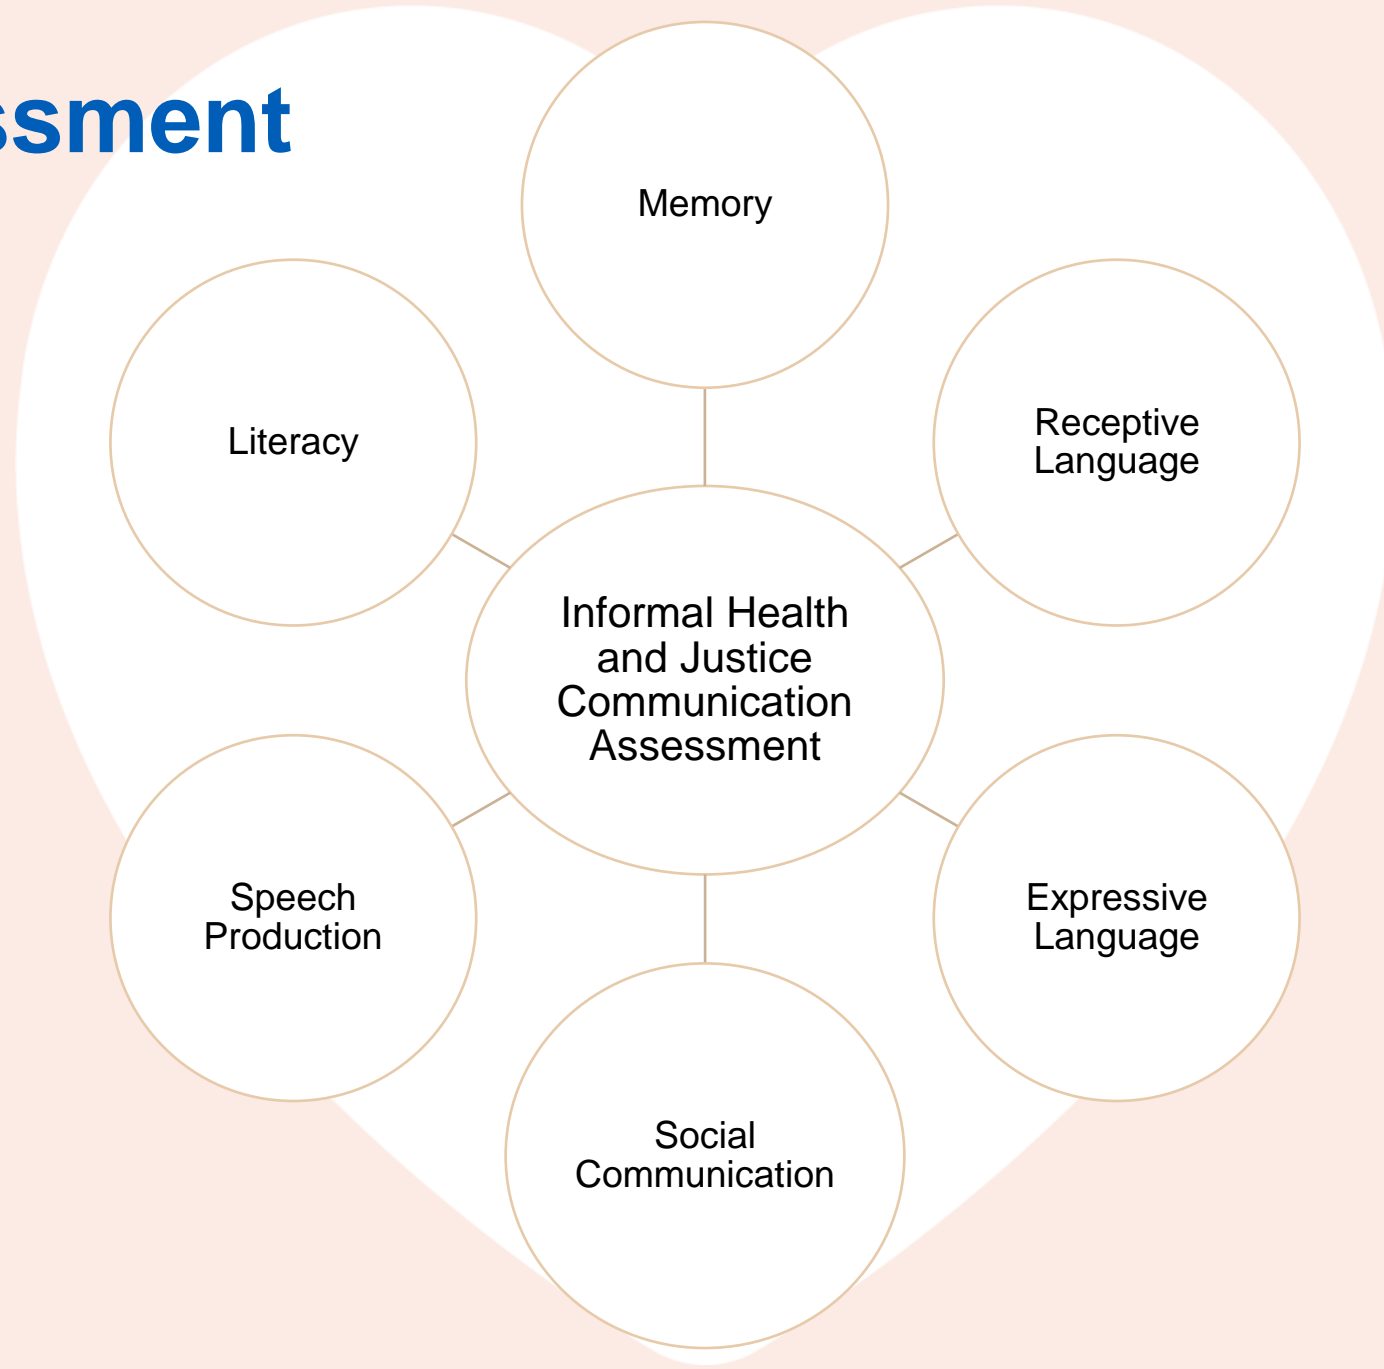 ssment
Memory
Literacy
Receptive
Language
Informal Health
and Justice
Communication
Assessment
Speech
Production
Expressive
Language
Social
Communication